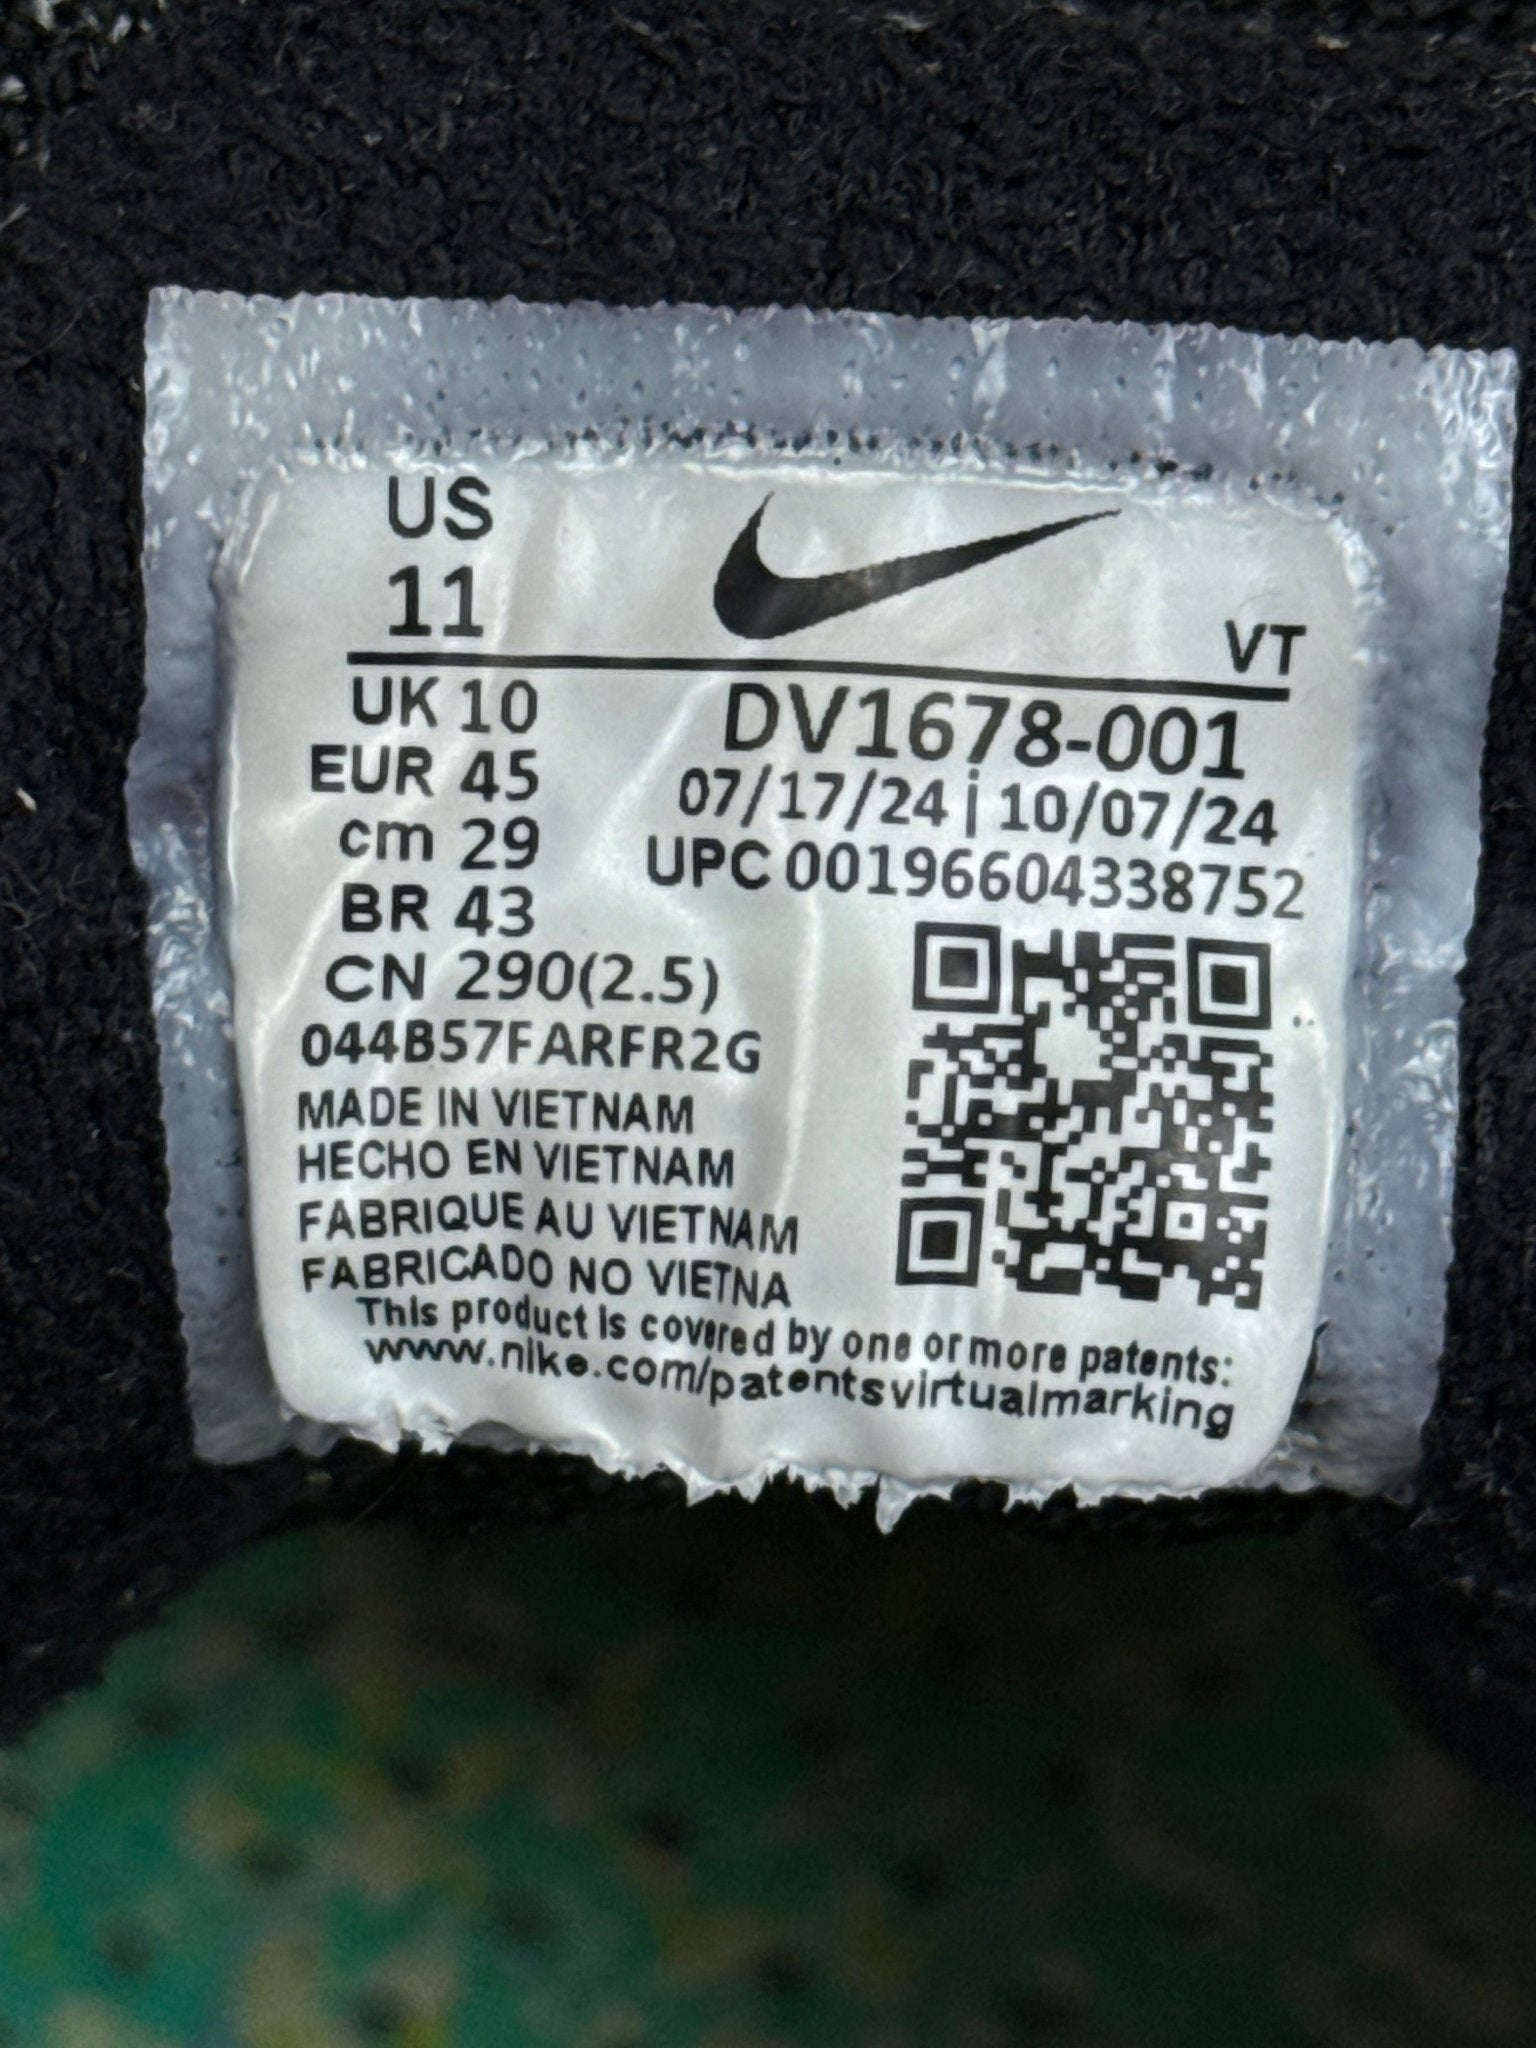 US
11
VT
UK 10
EUR 45
cm 29
BR 43
CN 290(2.5)
044B57FARFR2G
DV1678-001
07/17/24 | 10/07/24
UPC 00196604338752
MADE IN VIETNAM
HECHO EN VIETNAM
FABRIQUE AU VIETNAM
FABRICADO NO VIETNA
This product is covered by one or more patents:
www.nike.com/patentsvirtualmarking